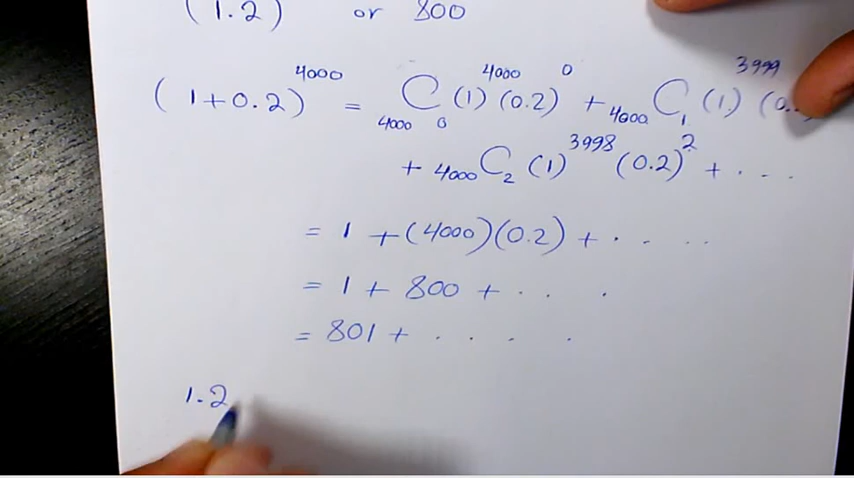 (1.2) or 800
(1+0.2)^4000 = 4000C0 (1)^4000 (0.2)^0 + 4000C1 (1)^3999 (0.
+ 4000C2 (1)^3998 (0.2)^2 + . . . .
= 1 + (4000)(0.2) + . . . .
= 1 + 800 + . . .
= 801 + . . . .
1.2